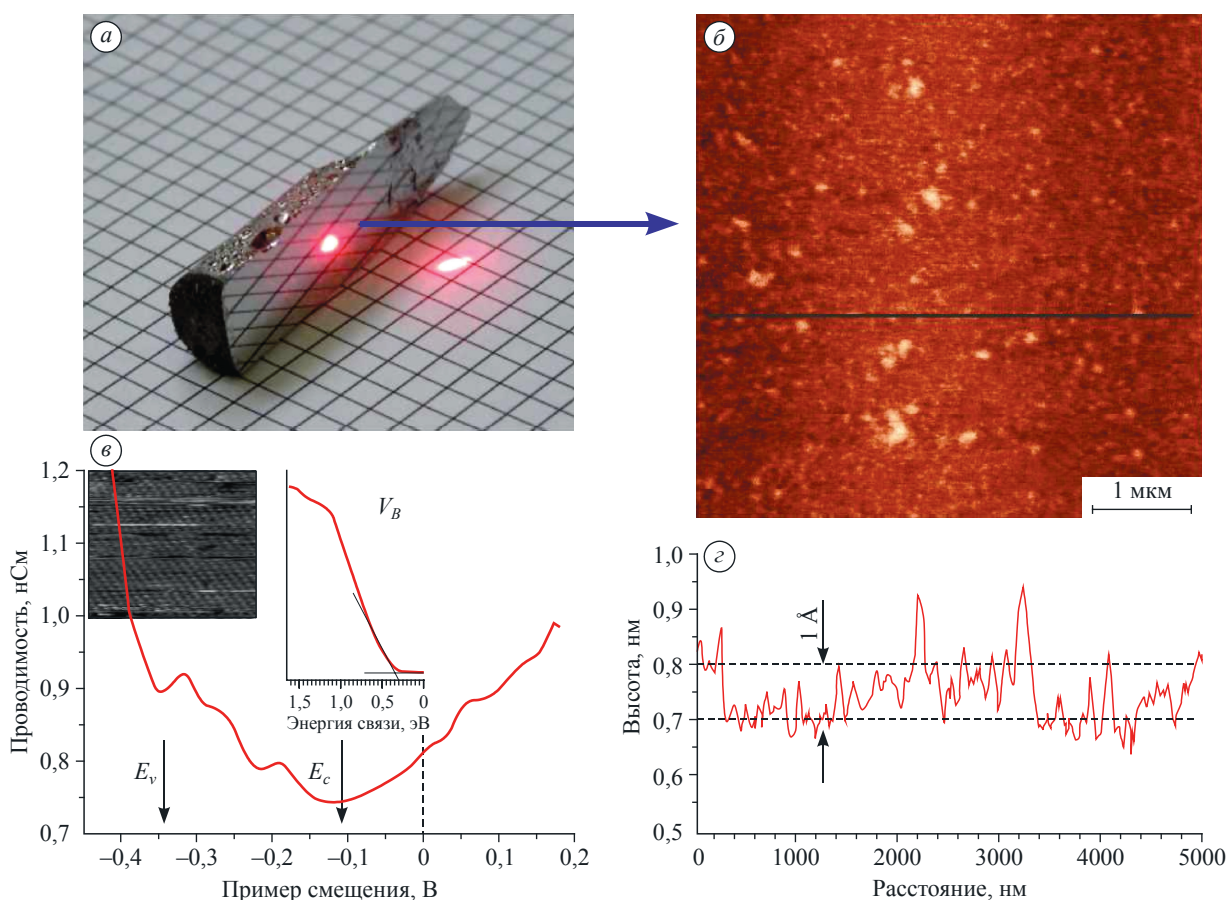 а
б
1 мкм
в
Проводимость, нСм
1,2
1,1
1,0
0,9
0,8
0,7
–0,4
–0,3
–0,2
–0,1
0
0,1
0,2
Пример смещения, В
E_v
E_c
V_B
1,5
1,0
0,5
0
Энергия связи, эВ
г
Высота, нм
1,0
0,9
0,8
0,7
0,6
0,5
1 Å
0
1000
2000
3000
4000
5000
Расстояние, нм